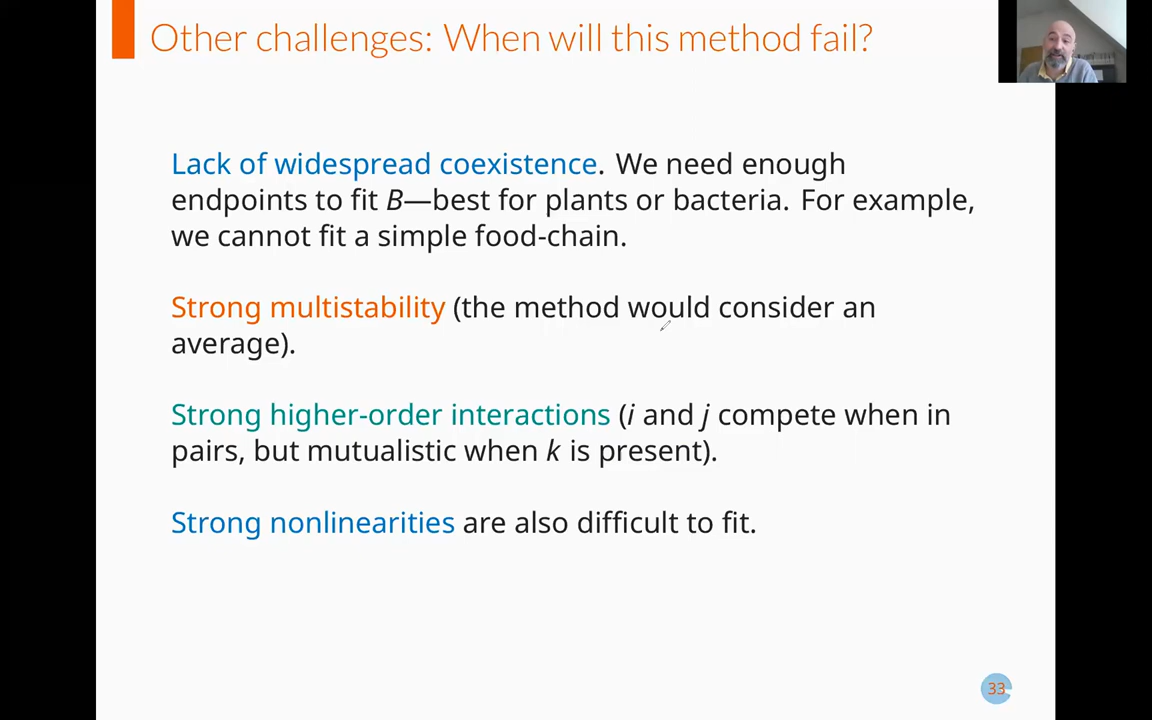 Other challenges: When will this method fail?
Lack of widespread coexistence. We need enough
endpoints to fit B—best for plants or bacteria. For example,
we cannot fit a simple food-chain.
Strong multistability (the method would consider an
average).
Strong higher-order interactions (i and j compete when in
pairs, but mutualistic when k is present).
Strong nonlinearities are also difficult to fit.
33